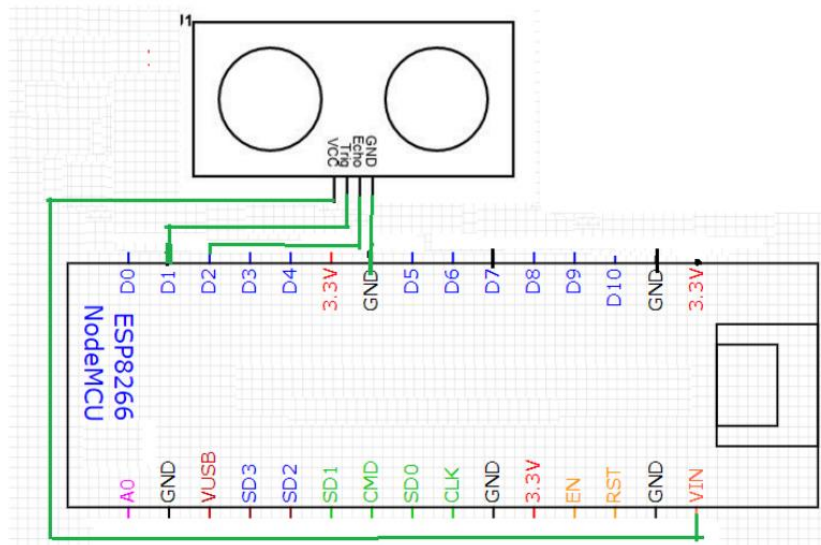 J1
VCC
Trig
Echo
GND
D0
D1
D2
D3
D4
3.3V
GND
D5
D6
D7
D8
D9
D10
GND
3.3V
ESP8266
NodeMCU
A0
GND
VUSB
SD3
SD2
SD1
CMD
SD0
CLK
GND
3.3V
EN
RST
GND
VIN